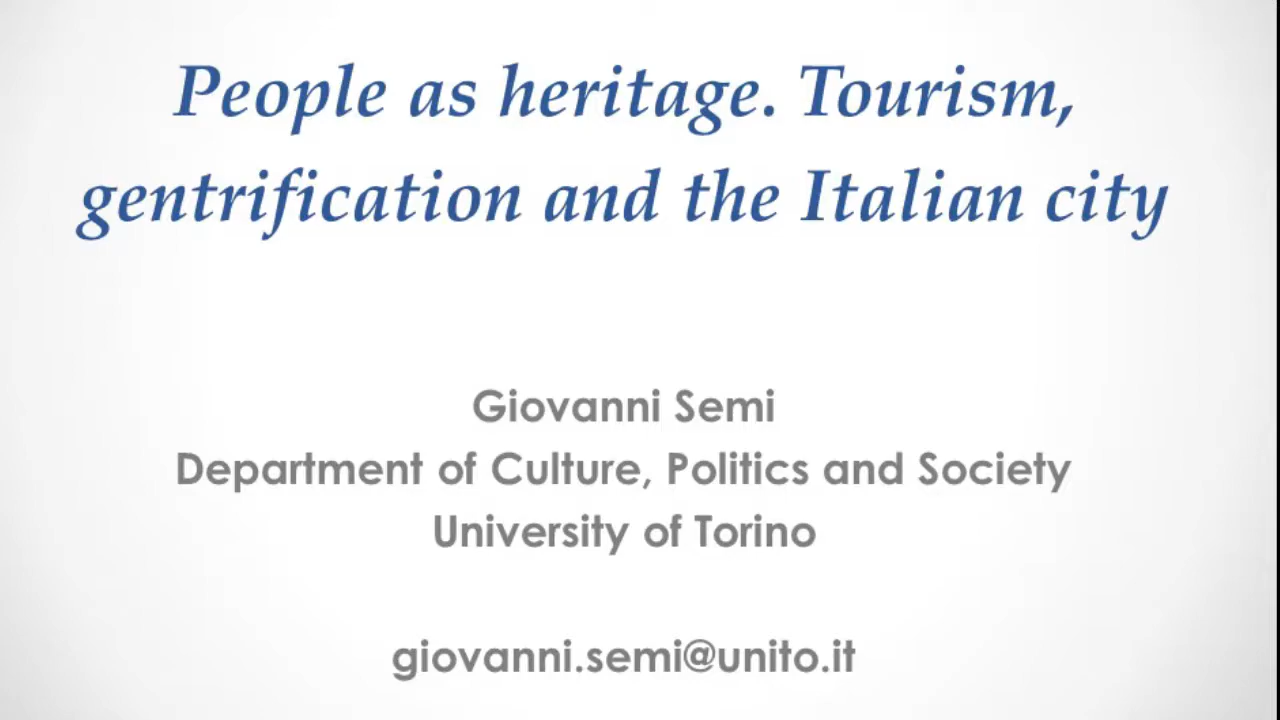 People as heritage. Tourism,
gentrification and the Italian city
Giovanni Semi
Department of Culture, Politics and Society
University of Torino
giovanni.semi@unito.it